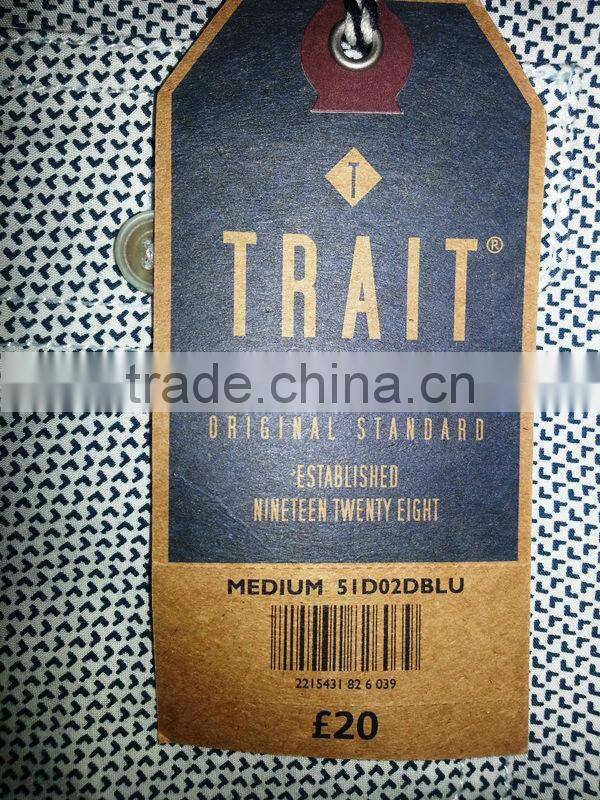 T
TRAIT®
trade.china.cn
ORIGINAL STANDARD
ESTABLISHED
NINETEEN TWENTY EIGHT
MEDIUM 51D02DBLU
2215431 82 6 039
£20